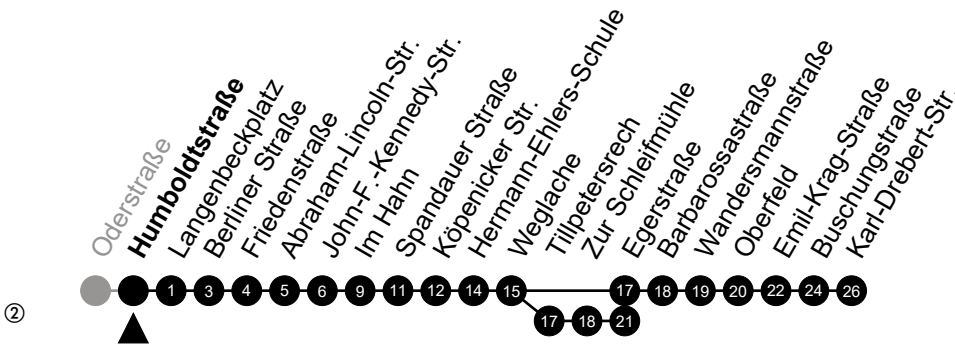 Oderstraße
Humboldtstraße
Langenbeckplatz
Berliner Straße
Friedenstraße
Abraham-Lincoln-Str.
John-F.-Kennedy-Str.
Im Hahn
Spandauer Straße
Köpenicker Str.
Hermann-Ehlers-Schule
Weglache
Tillpetersrech
Zur Schleifmühle
Egerstraße
Barbarossastraße
Wandersmannstraße
Oberfeld
Emil-Krag-Straße
Buschungstraße
Karl-Drebert-Str.
1 3 4 5 6 9 11 12 14 15 17 18 19 20 22 24 26
② 17 18 21